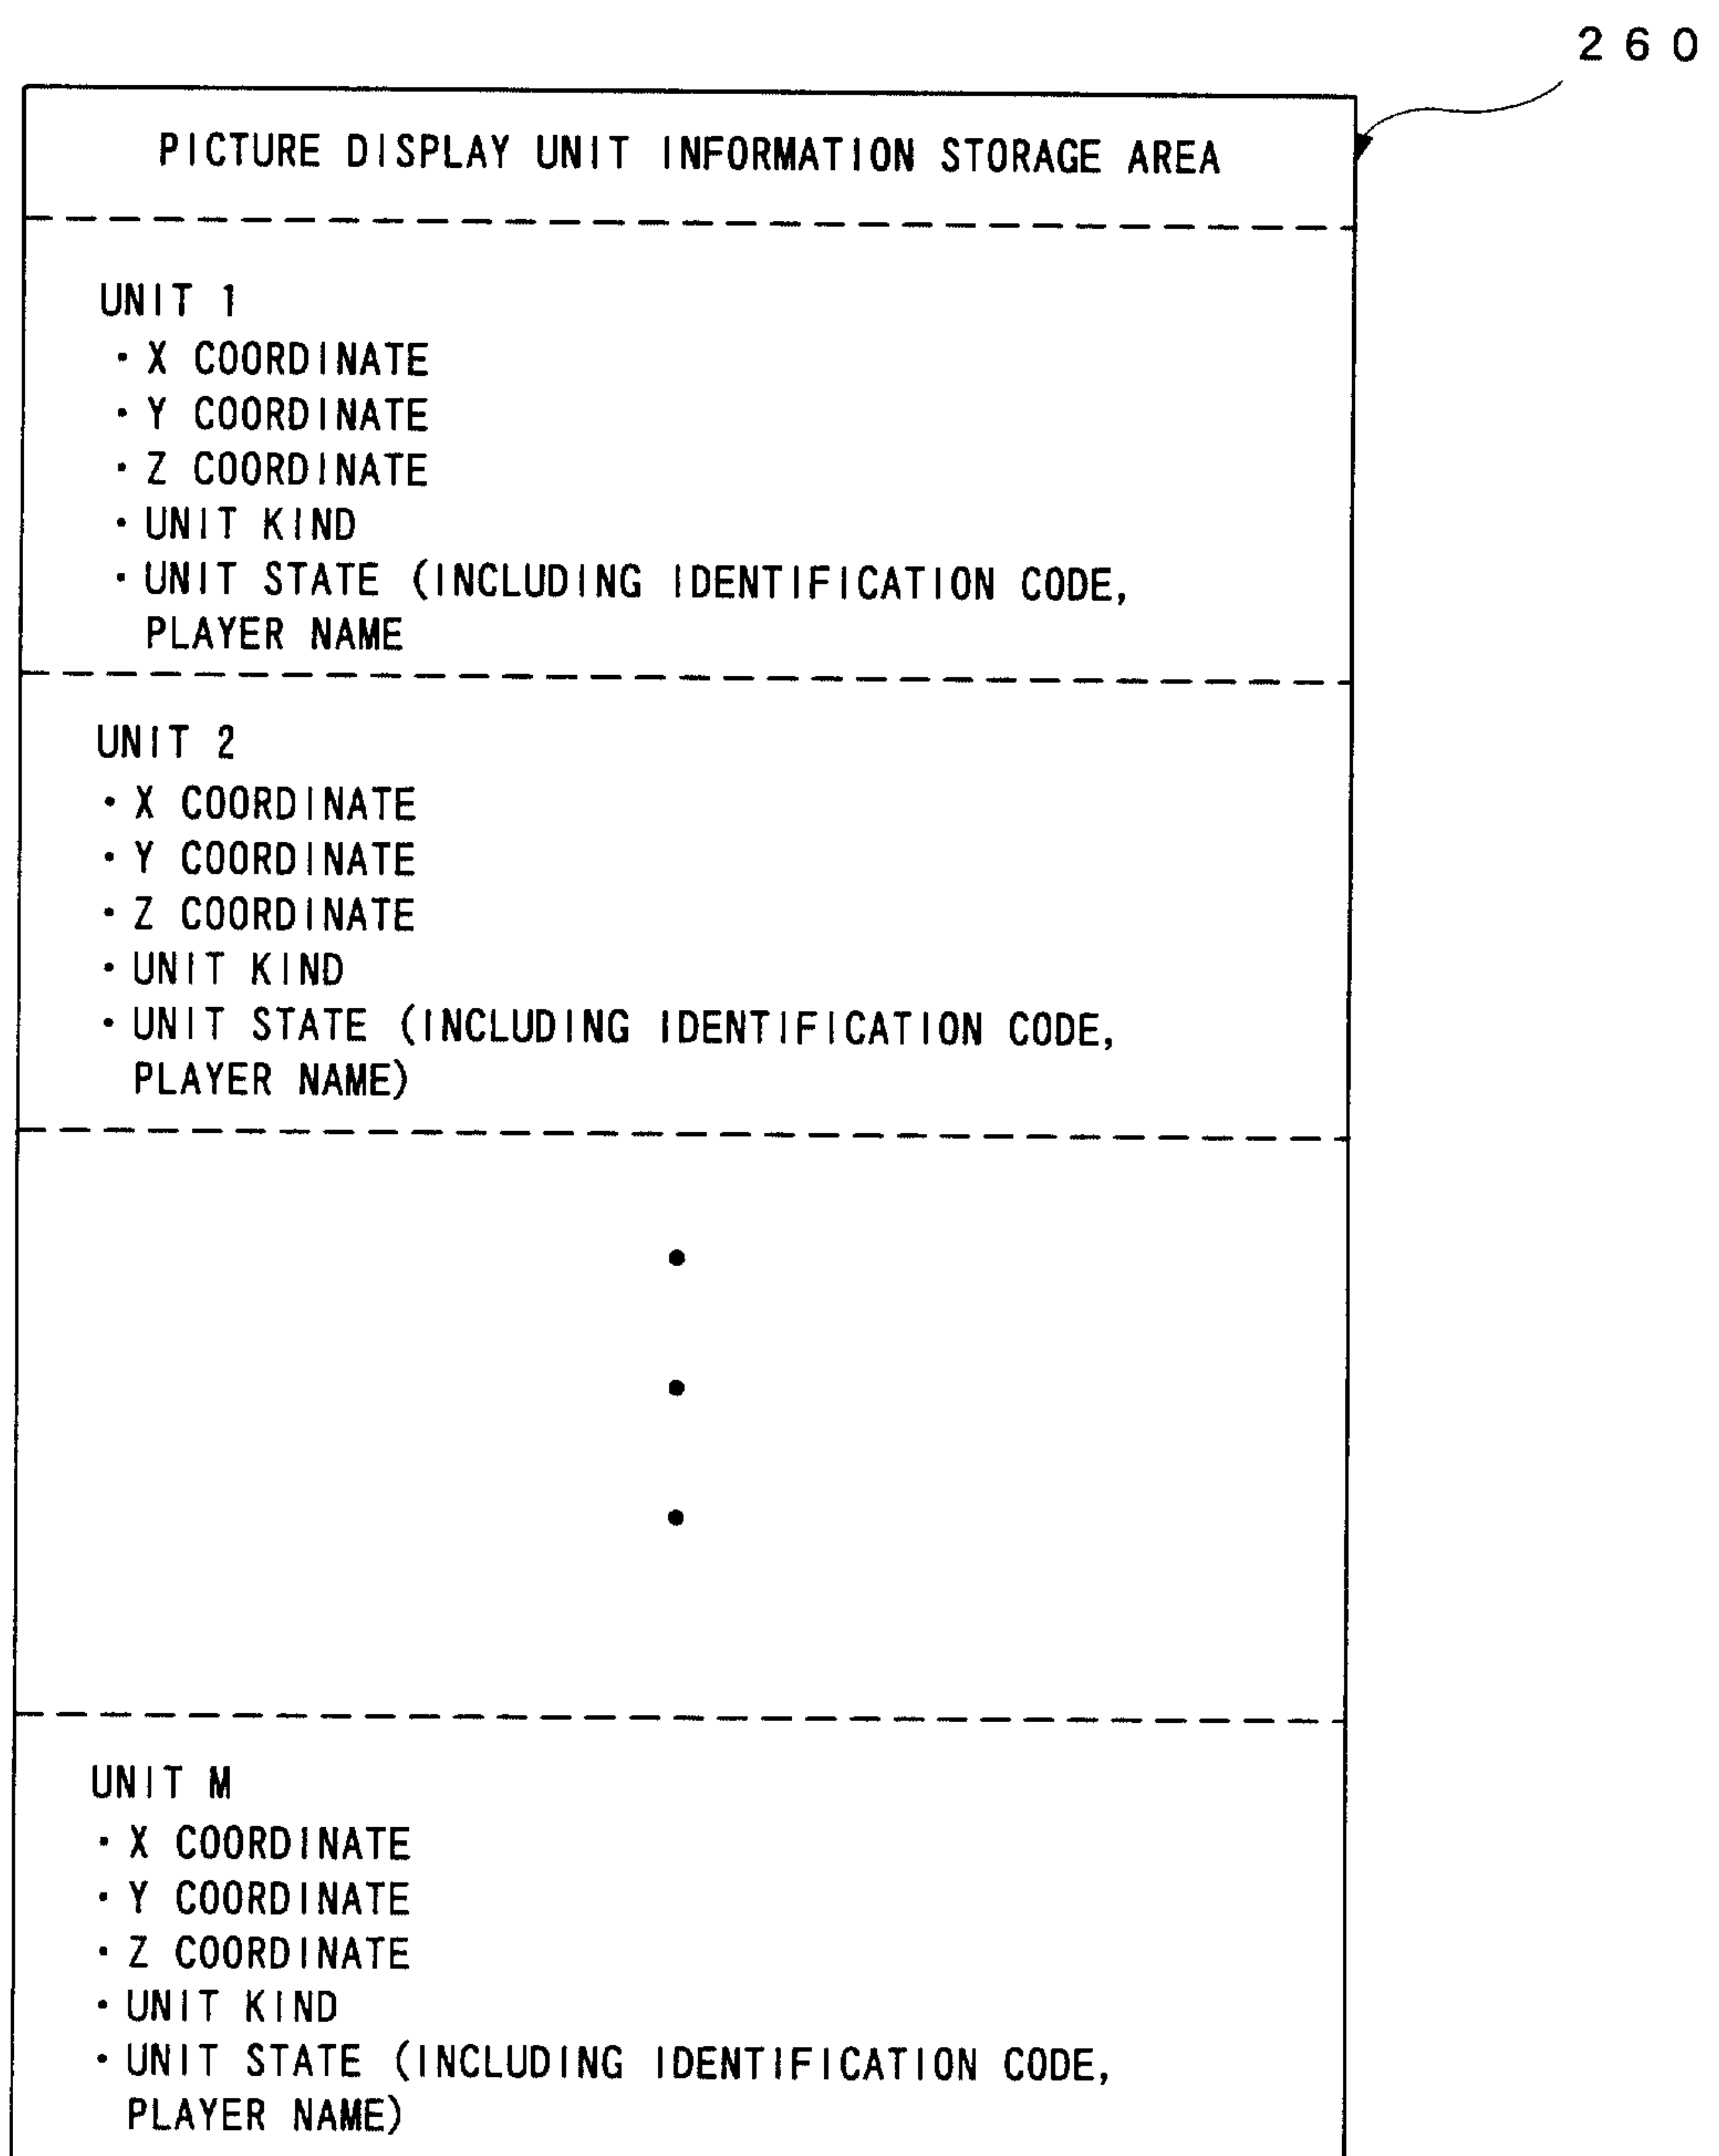 260
PICTURE DISPLAY UNIT INFORMATION STORAGE AREA
UNIT 1
・X COORDINATE
・Y COORDINATE
・Z COORDINATE
・UNIT KIND
・UNIT STATE (INCLUDING IDENTIFICATION CODE,
PLAYER NAME
UNIT 2
・X COORDINATE
・Y COORDINATE
・Z COORDINATE
・UNIT KIND
・UNIT STATE (INCLUDING IDENTIFICATION CODE,
PLAYER NAME)
UNIT M
・X COORDINATE
・Y COORDINATE
・Z COORDINATE
・UNIT KIND
・UNIT STATE (INCLUDING IDENTIFICATION CODE,
PLAYER NAME)